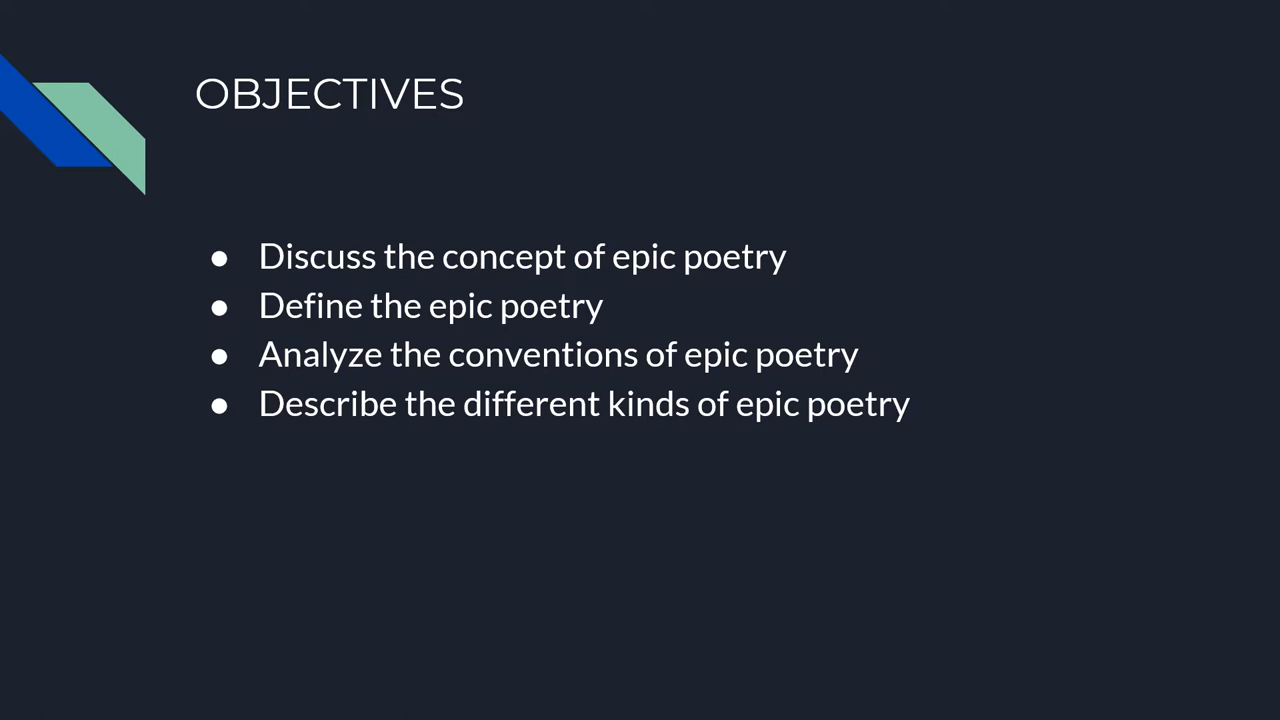 OBJECTIVES
● Discuss the concept of epic poetry
● Define the epic poetry
● Analyze the conventions of epic poetry
● Describe the different kinds of epic poetry